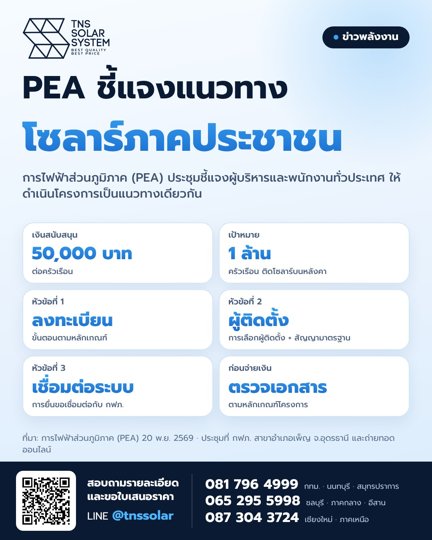 TNS
SOLAR
SYSTEM
BEST QUALITY
BEST PRICE
ข่าวพลังงาน
PEA ชี้แจงแนวทาง
โซลาร์ภาคประชาชน
การไฟฟ้าส่วนภูมิภาค (PEA) ประชุมชี้แจงผู้บริหารและพนักงานทั่วประเทศ ให้
ดำเนินโครงการเป็นแนวทางเดียวกัน
เงินสนับสนุน
50,000 บาท
ต่อครัวเรือน
เป้าหมาย
1 ล้าน
ครัวเรือน ติดโซลาร์บนหลังคา
หัวข้อที่ 1
ลงทะเบียน
ขั้นตอนตามหลักเกณฑ์
หัวข้อที่ 2
ผู้ติดตั้ง
การเลือกผู้ติดตั้ง + สัญญามาตรฐาน
หัวข้อที่ 3
เชื่อมต่อระบบ
การยื่นขอเชื่อมต่อกับ กฟภ.
ก่อนจ่ายเงิน
ตรวจเอกสาร
ตามหลักเกณฑ์โครงการ
ที่มา: การไฟฟ้าส่วนภูมิภาค (PEA) 20 พ.ย. 2569 · ประชุมที่ กฟภ. สาขาอำเภอเพ็ญ จ.อุดรธานี และถ่ายทอด
ออนไลน์
สอบถามรายละเอียด
และขอใบเสนอราคา
LINE @tnssolar
081 796 4999 กทม. · นนทบุรี · สมุทรปราการ
065 295 5998 ชลบุรี · ภาคกลาง · อีสาน
087 304 3724 เชียงใหม่ · ภาคเหนือ